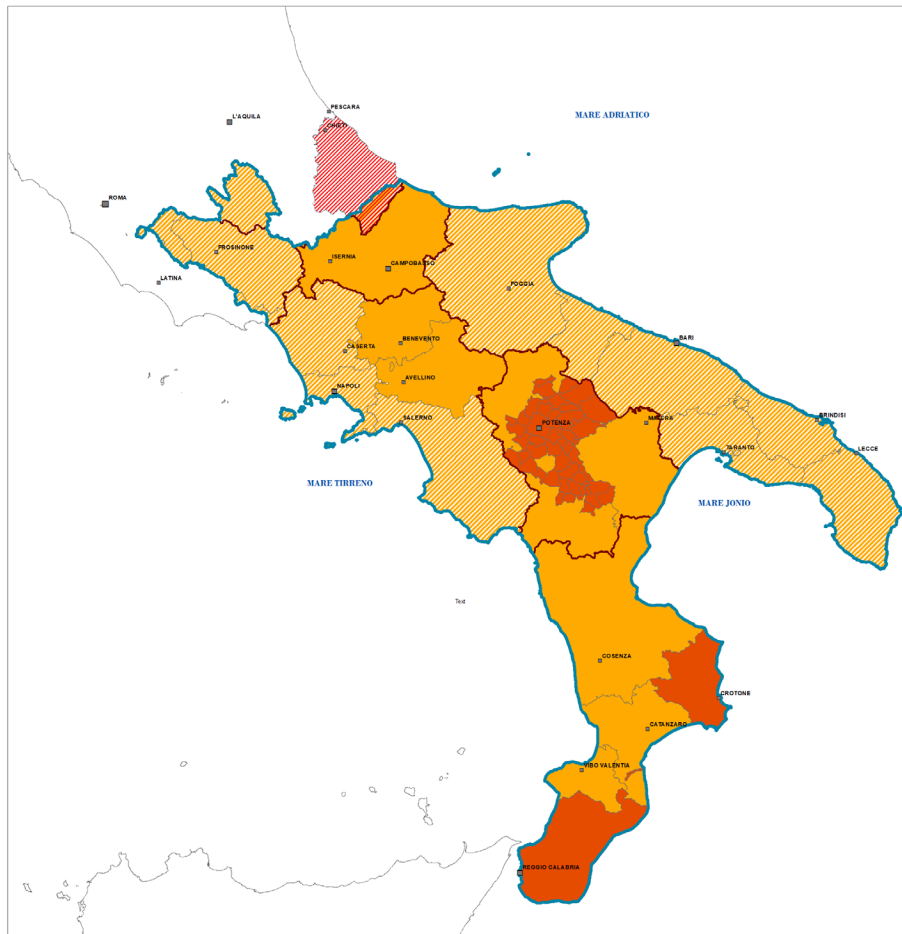 PESCARA
MARE ADRIATICO
L'AQUILA
CHIETI
ROMA
FROSINONE
ISERNIA
CAMPOBASSO
LATINA
FOGGIA
BENEVENTO
BARI
CASERTA
AVELLINO
NAPOLI
SALERNO
POTENZA
MATERA
BRINDISI
TARANTO
LECCE
MARE TIRRENO
MARE JONIO
Text
COSENZA
CROTONE
CATANZARO
VIBO VALENTIA
REGGIO CALABRIA